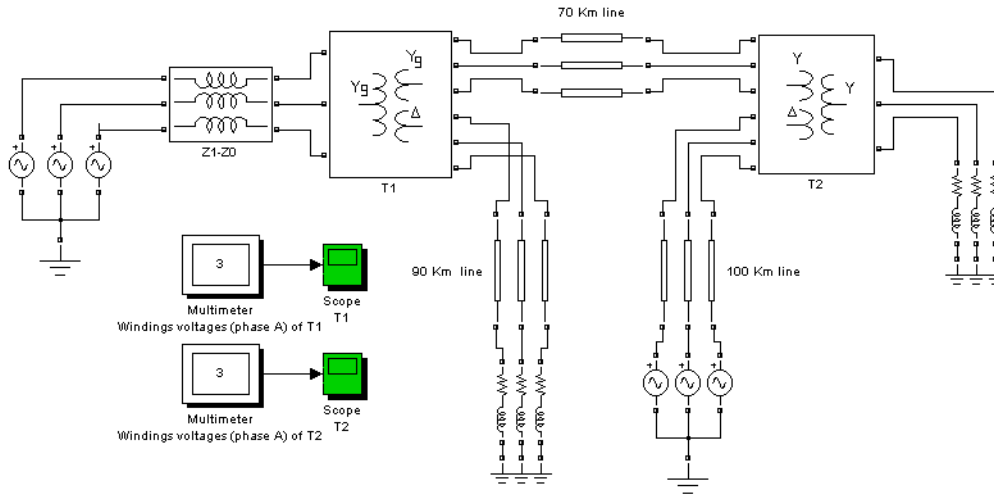 70 Km line
Z1-Z0
Yg
Yg
Δ
T1
Y
Δ
Y
T2
+
+
+
90 Km line
100 Km line
3
Multimeter
Windings voltages (phase A) of T1
Scope
T1
3
Multimeter
Windings voltages (phase A) of T2
Scope
T2
+
+
+